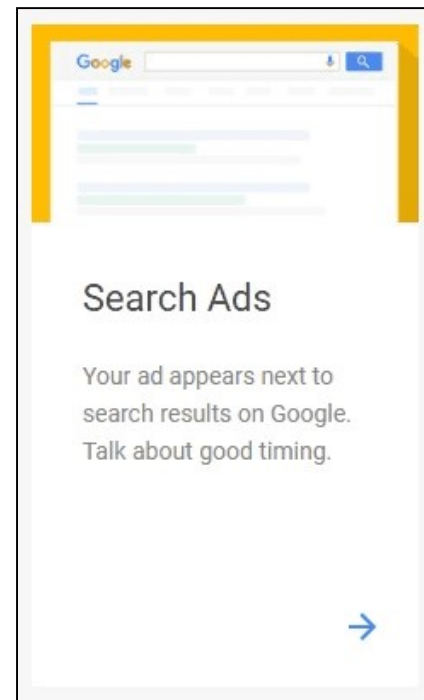 Google
Search Ads
Your ad appears next to
search results on Google.
Talk about good timing.